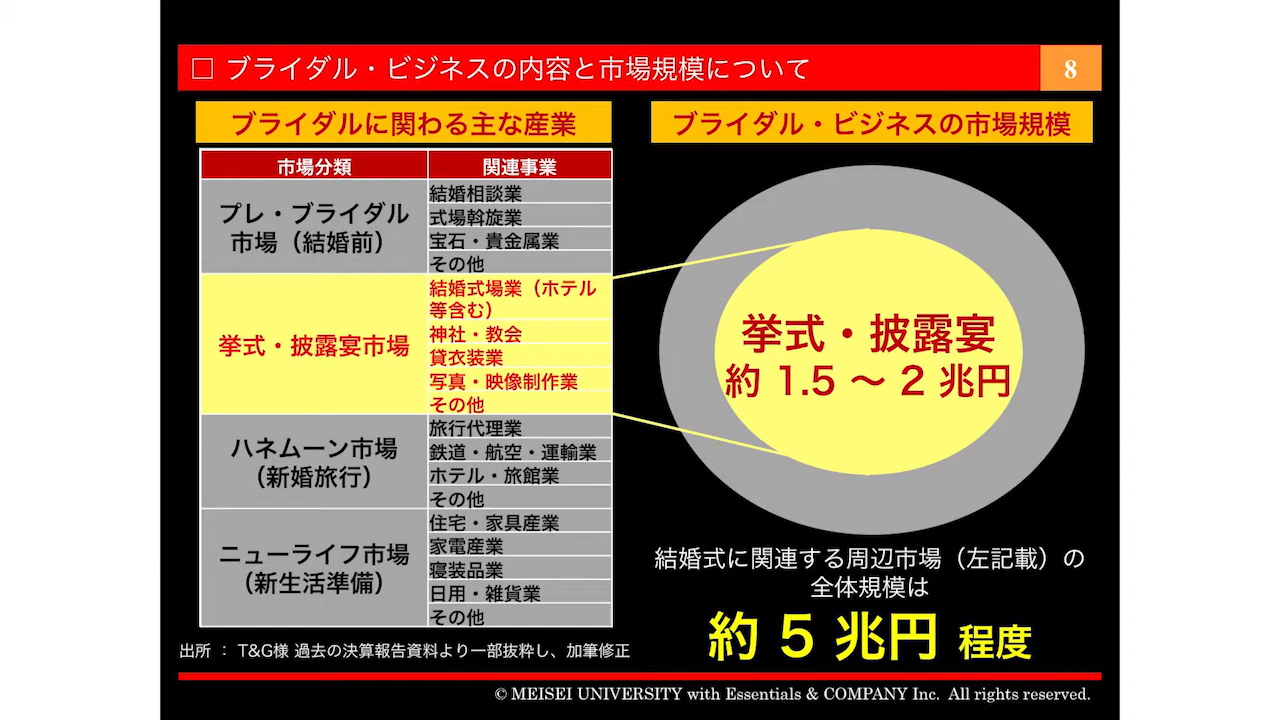 □ ブライダル・ビジネスの内容と市場規模について
8
ブライダルに関わる主な産業
市場分類
関連事業
プレ・ブライダル
市場（結婚前）
結婚相談業
式場斡旋業
宝石・貴金属業
その他
挙式・披露宴市場
結婚式場業（ホテル
等含む）
神社・教会
貸衣装業
写真・映像制作業
その他
ハネムーン市場
（新婚旅行）
旅行代理業
鉄道・航空・運輸業
ホテル・旅館業
その他
ニューライフ市場
（新生活準備）
住宅・家具産業
家電産業
寝装品業
日用・雑貨業
その他
出所 ： T&G様 過去の決算報告資料より一部抜粋し、加筆修正
ブライダル・ビジネスの市場規模
挙式・披露宴
約 1.5 ～ 2 兆円
結婚式に関連する周辺市場（左記載）の
全体規模は
約 5 兆円 程度
© MEISEI UNIVERSITY with Essentials & COMPANY Inc. All rights reserved.